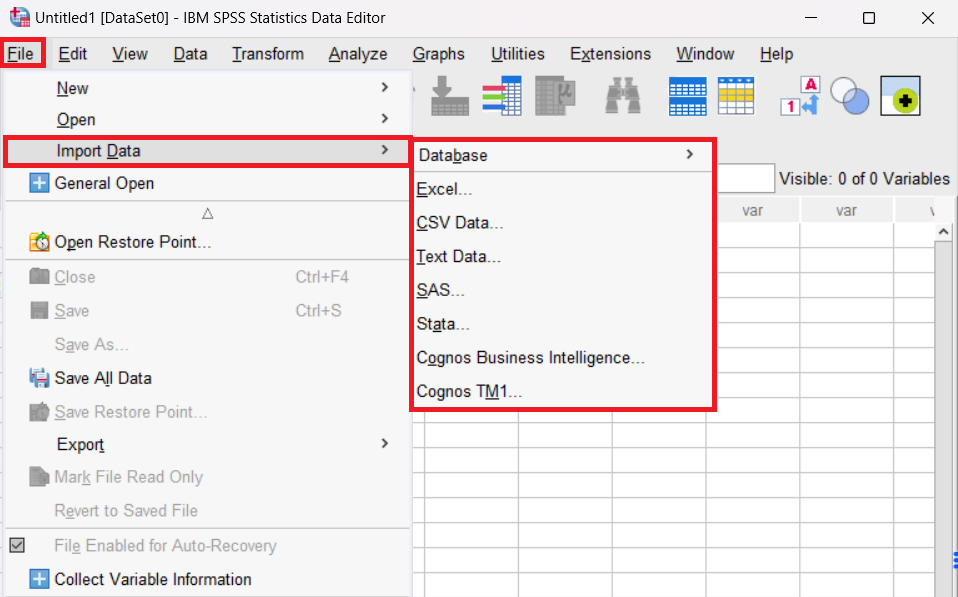 Untitled1 [DataSet0] - IBM SPSS Statistics Data Editor
File Edit View Data Transform Analyze Graphs Utilities Extensions Window Help
New
Open
Import Data
General Open
Open Restore Point...
Close Ctrl+F4
Save Ctrl+S
Save As...
Save All Data
Save Restore Point...
Export
Mark File Read Only
Revert to Saved File
File Enabled for Auto-Recovery
Collect Variable Information
Database
Excel...
CSV Data...
Text Data...
SAS...
Stata...
Cognos Business Intelligence...
Cognos TM1...
μ
A
1
Visible: 0 of 0 Variables
var var v